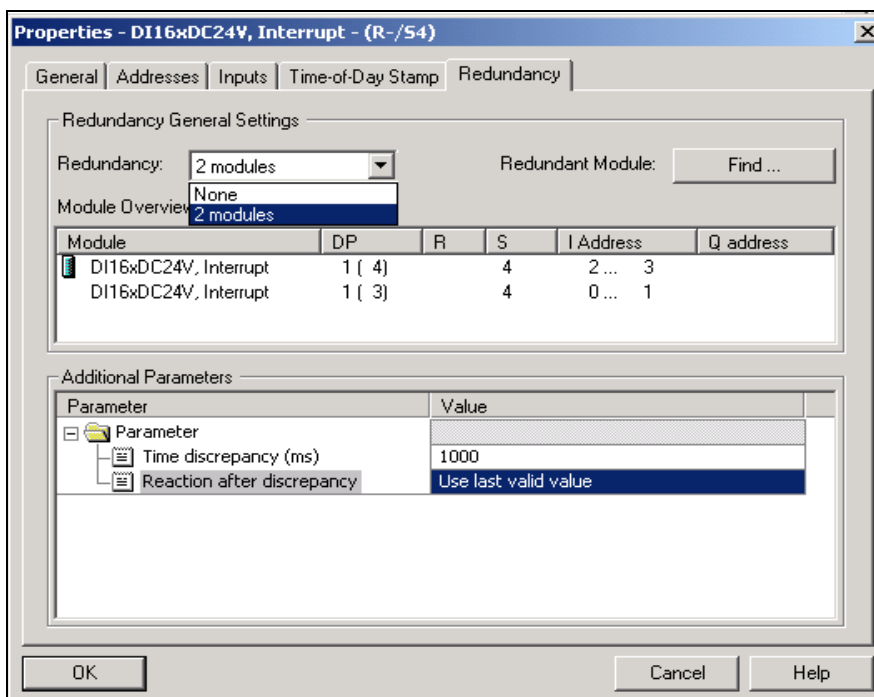 Properties - DI16xDC24V, Interrupt - (R-/S4)
General Addresses Inputs Time-of-Day Stamp Redundancy
Redundancy General Settings
Redundancy: 2 modules Redundant Module: Find ...
None
Module Overview
2 modules
Module DP R S I Address Q address
DI16xDC24V, Interrupt 1 ( 4) 4 2 ... 3
DI16xDC24V, Interrupt 1 ( 3) 4 0 ... 1
Additional Parameters
Parameter Value
Parameter
Time discrepancy (ms) 1000
Reaction after discrepancy Use last valid value
OK Cancel Help